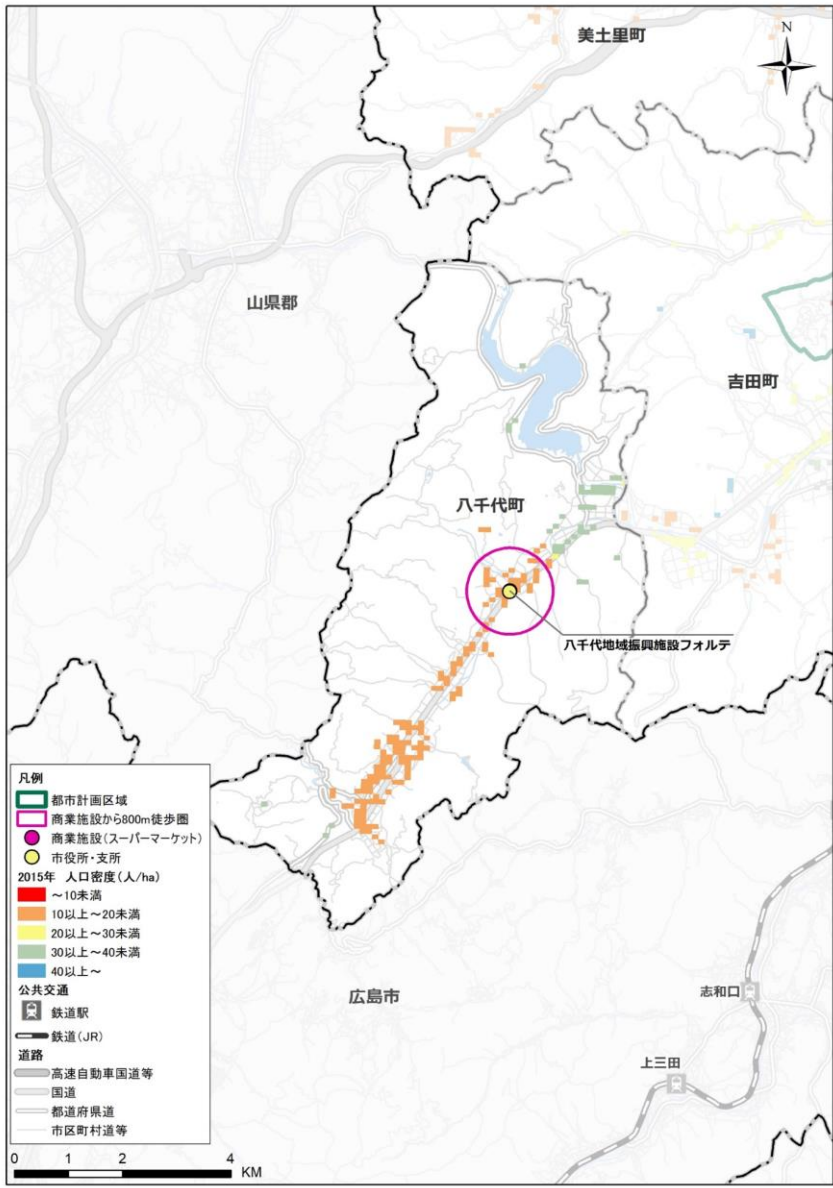 美土里町
N
山県郡
吉田町
八千代町
八千代地域振興施設フォルテ
凡例
都市計画区域
商業施設から800m徒歩圏
商業施設(スーパーマーケット)
市役所・支所
2015年 人口密度(人/ha)
～10未満
10以上～20未満
20以上～30未満
30以上～40未満
40以上～
公共交通
鉄道駅
鉄道(JR)
道路
高速自動車国道等
国道
都道府県道
市区町村道等
広島市
志和口
上三田
0 1 2 4
KM